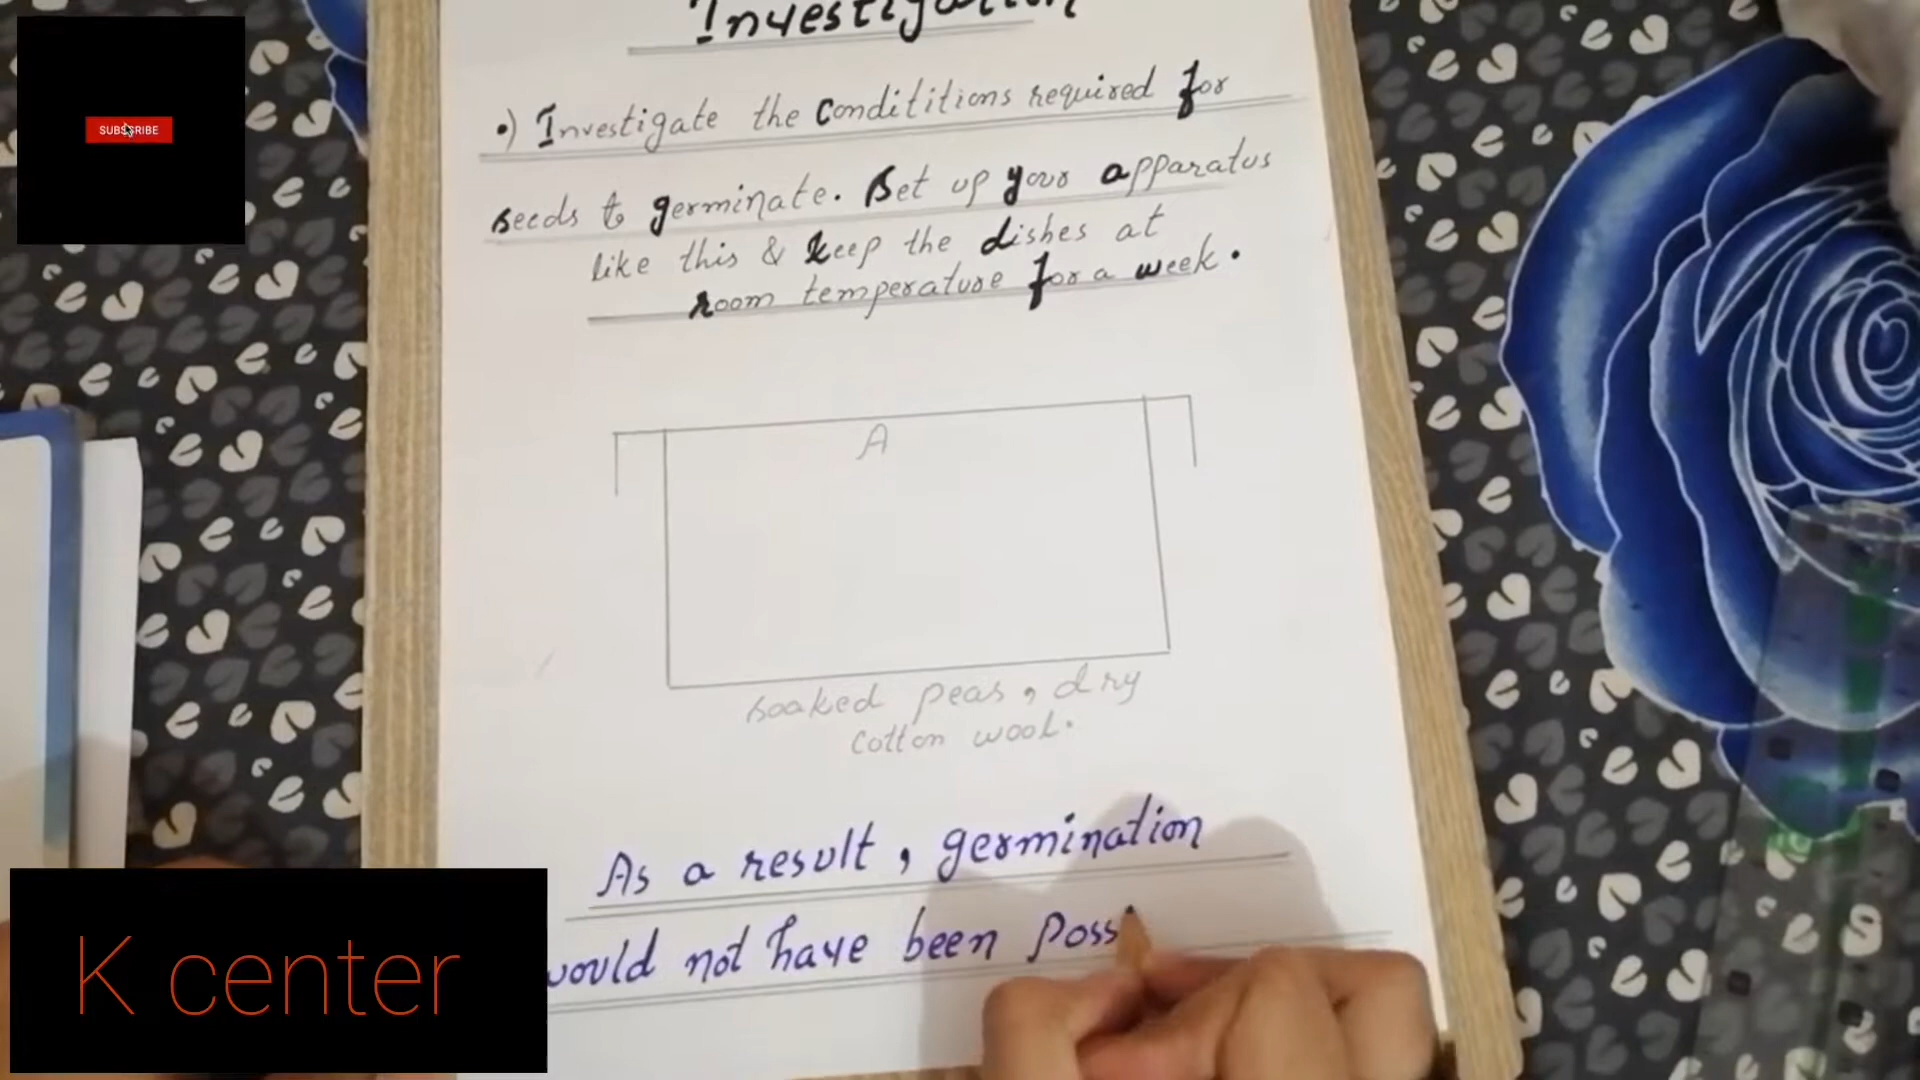 Investigation
•) Investigate the condititions required for
seeds to germinate. Set up your apparatus
like this & keep the dishes at
room temperature for a week.
A
soaked peas, dry
cotton wool.
As a result, germination
would not have been poss
SUBSCRIBE
K center